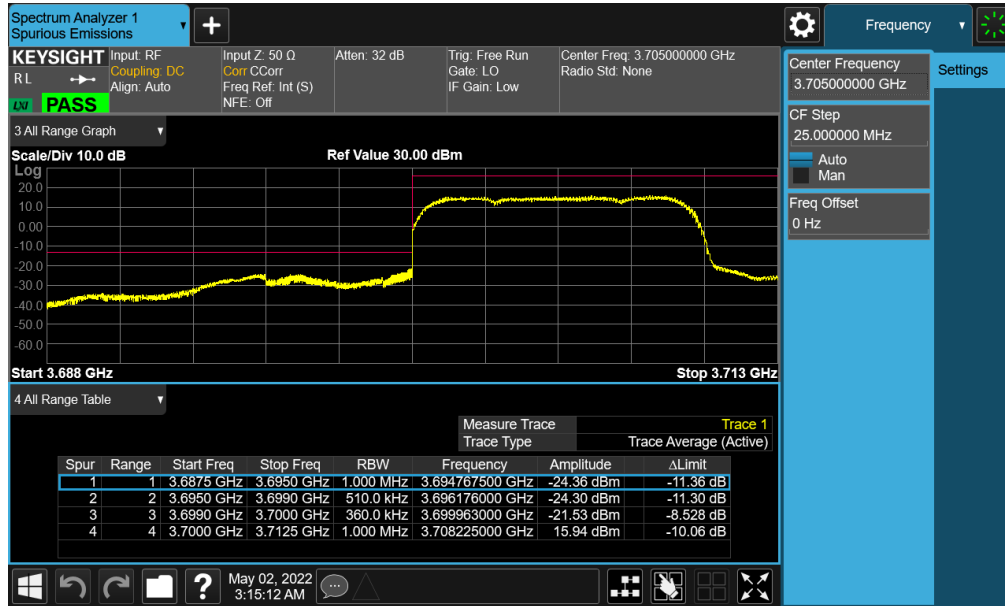 Spectrum Analyzer 1
Spurious Emissions
Frequency
KEYSIGHT
R L
LXI
PASS
Input: RF
Coupling: DC
Align: Auto
Input Z: 50 Ω
Corr CCorr
Freq Ref: Int (S)
NFE: Off
Atten: 32 dB
Trig: Free Run
Gate: LO
IF Gain: Low
Center Freq: 3.705000000 GHz
Radio Std: None
Center Frequency
3.705000000 GHz
Settings
CF Step
25.000000 MHz
Auto
Man
Freq Offset
0 Hz
3 All Range Graph
Scale/Div 10.0 dB
Ref Value 30.00 dBm
Log
20.0
10.0
0.00
-10.0
-20.0
-30.0
-40.0
-50.0
-60.0
Start 3.688 GHz
Stop 3.713 GHz
4 All Range Table
Measure Trace Trace 1
Trace Type Trace Average (Active)
Spur Range Start Freq Stop Freq RBW Frequency Amplitude ΔLimit
1 1 3.6875 GHz 3.6950 GHz 1.000 MHz 3.694767500 GHz -24.36 dBm -11.36 dB
2 2 3.6950 GHz 3.6990 GHz 510.0 kHz 3.696176000 GHz -24.30 dBm -11.30 dB
3 3 3.6990 GHz 3.7000 GHz 360.0 kHz 3.699963000 GHz -21.53 dBm -8.528 dB
4 4 3.7000 GHz 3.7125 GHz 1.000 MHz 3.708225000 GHz 15.94 dBm -10.06 dB
May 02, 2022
3:15:12 AM